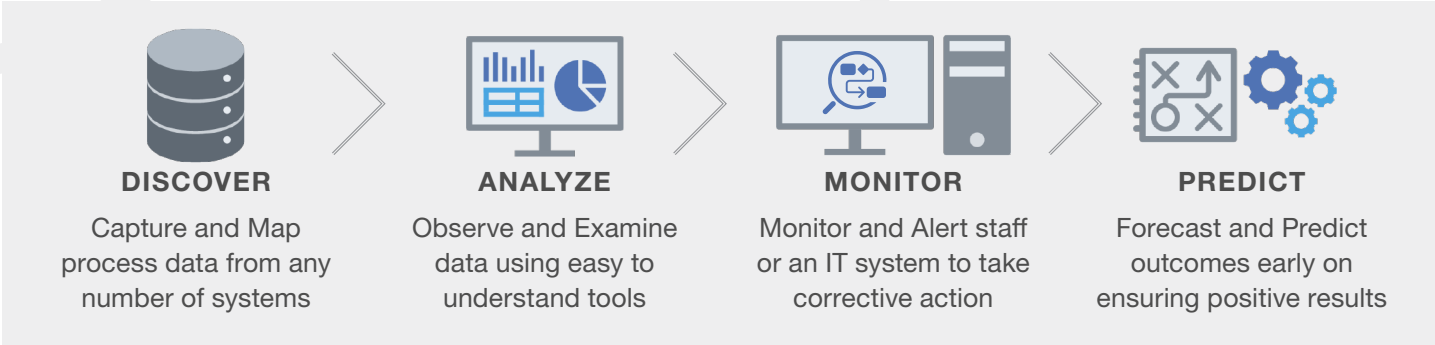 DISCOVER
Capture and Map
process data from any
number of systems
ANALYZE
Observe and Examine
data using easy to
understand tools
MONITOR
Monitor and Alert staff
or an IT system to take
corrective action
PREDICT
Forecast and Predict
outcomes early on
ensuring positive results